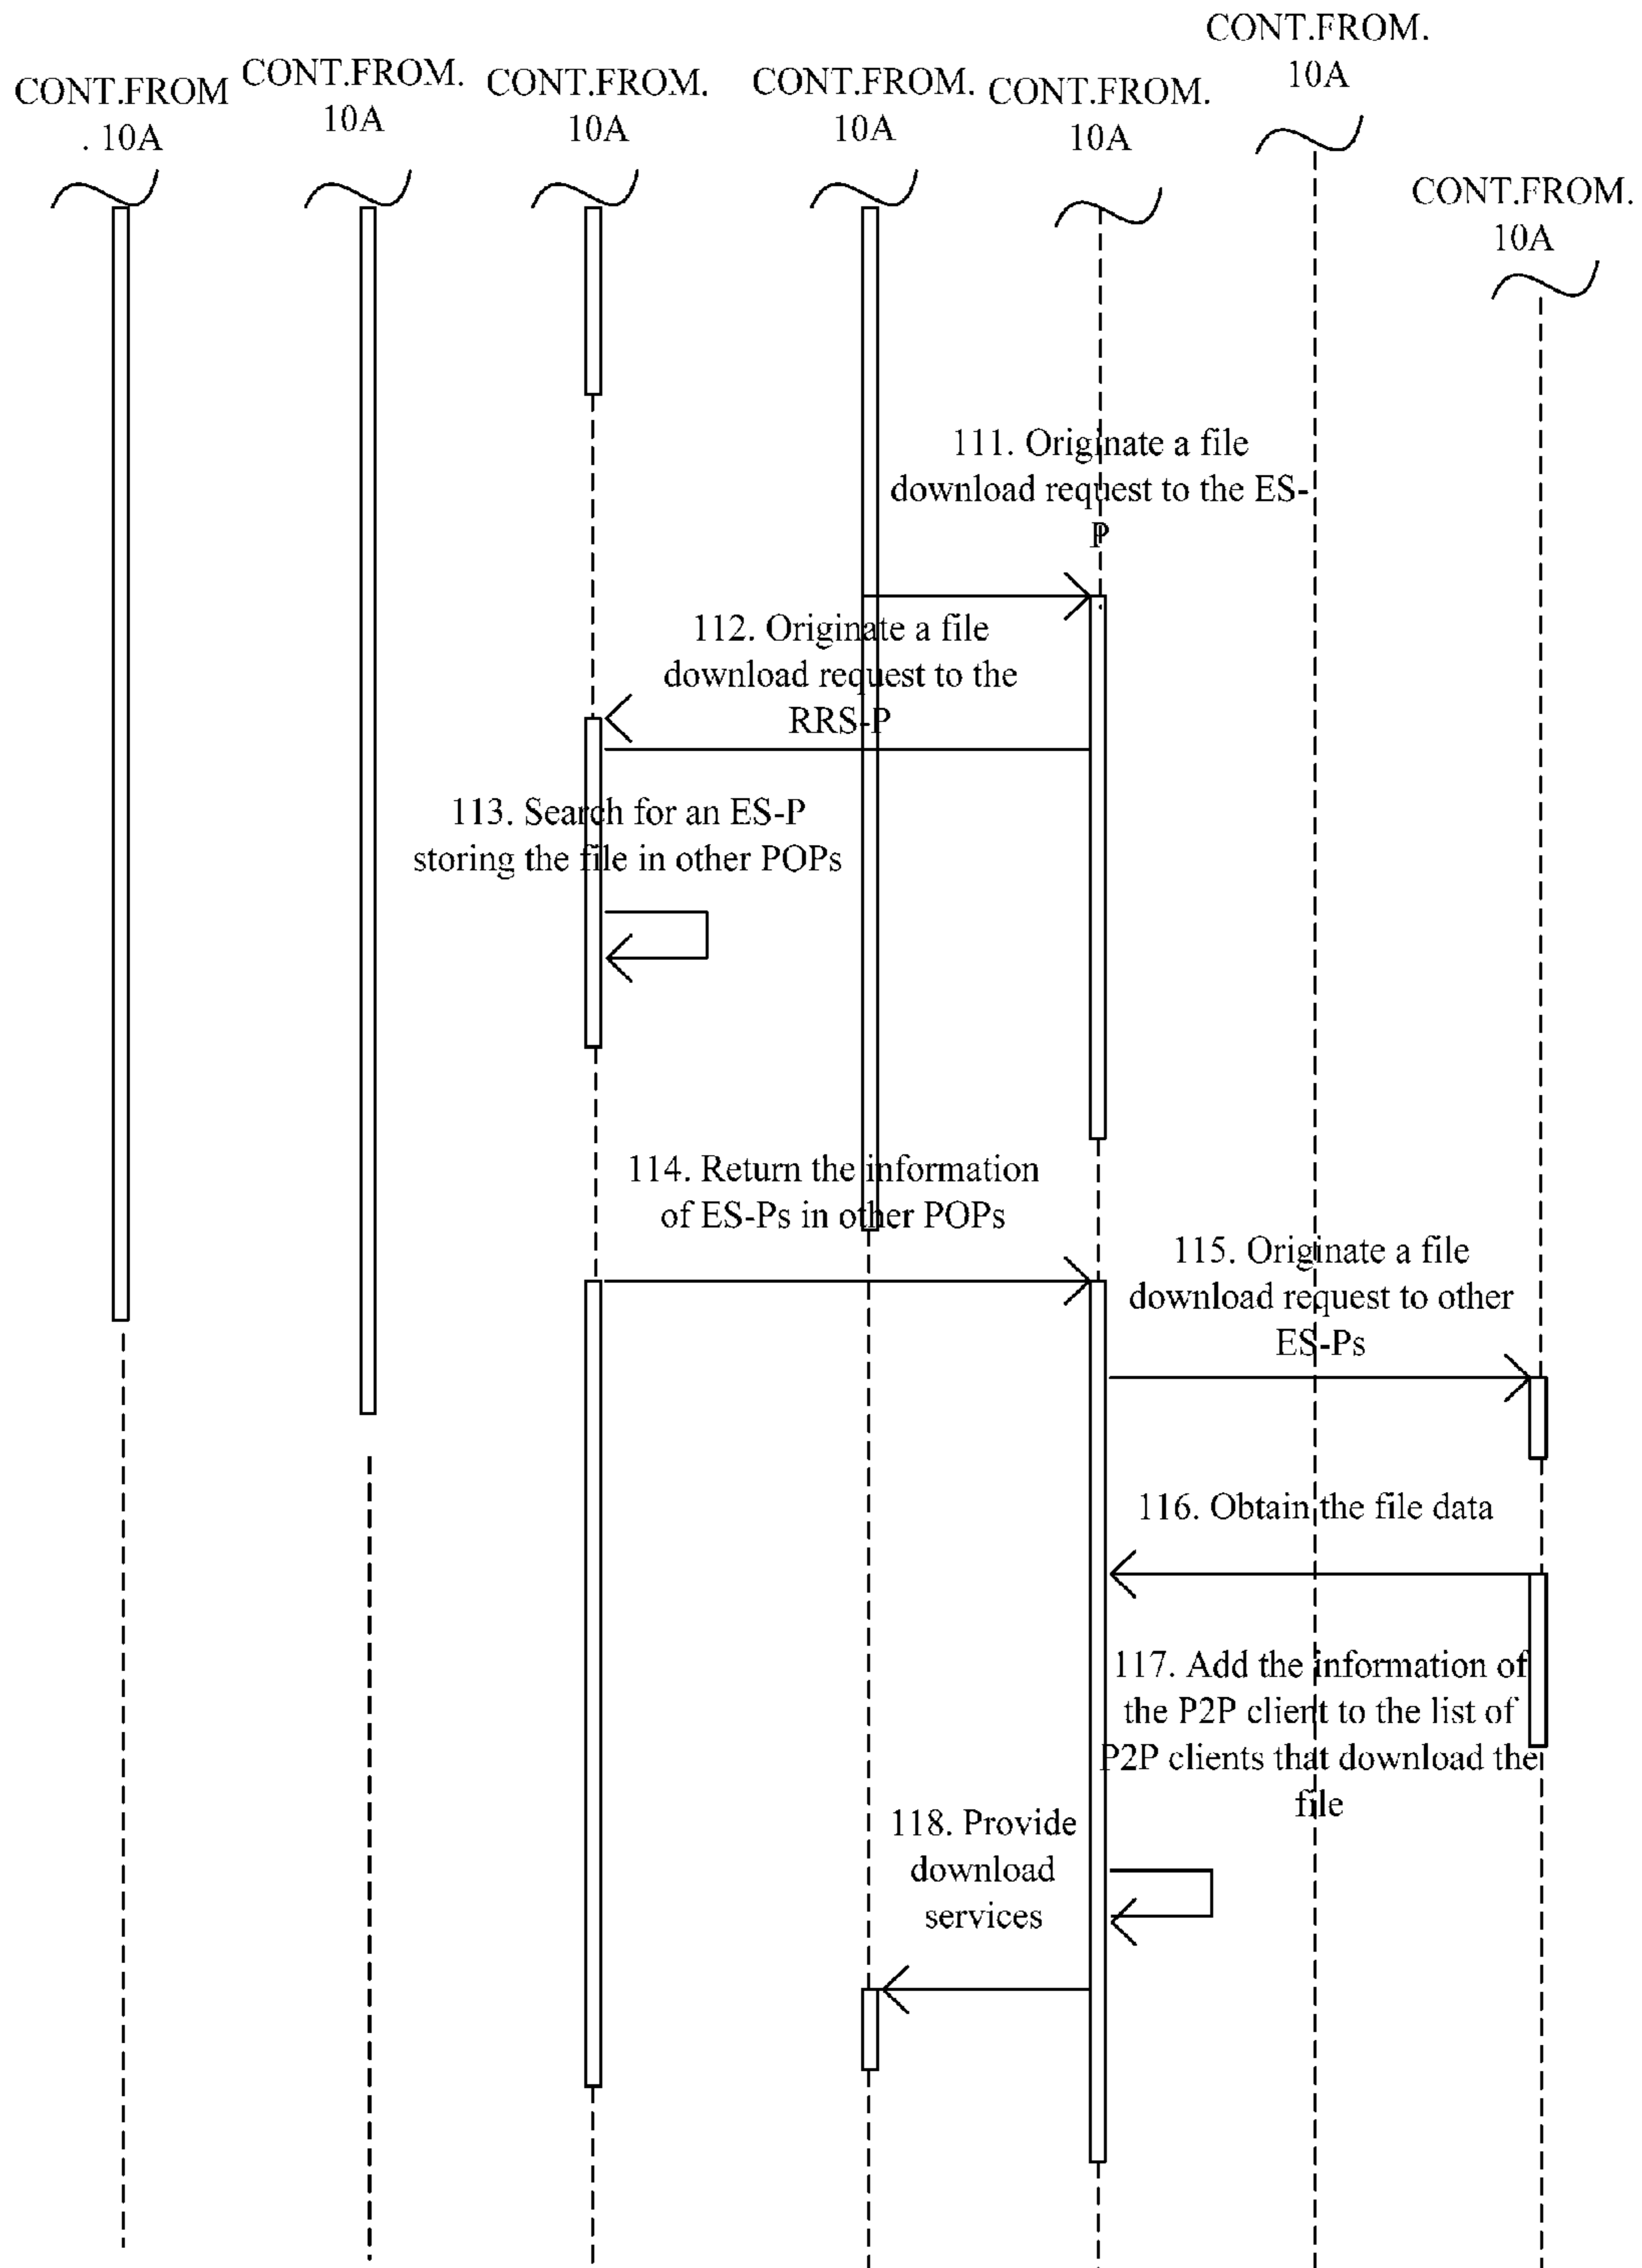 CONT.FROM
. 10A
CONT.FROM.
10A
CONT.FROM.
10A
CONT.FROM.
10A
CONT.FROM.
10A
CONT.FROM.
10A
CONT.FROM.
10A
111. Originate a file
download request to the ES-
P
112. Originate a file
download request to the
RRS-P
113. Search for an ES-P
storing the file in other POPs
114. Return the information
of ES-Ps in other POPs
115. Originate a file
download request to other
ES-Ps
116. Obtain the file data
117. Add the information of
the P2P client to the list of
P2P clients that download the
file
118. Provide
download
services